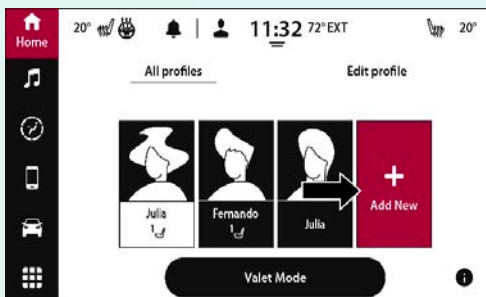 Home
20° 11:32 72° EXT 20°
All profiles Edit profile
Julia
1
Fernando
1
Julia
+
Add New
Valet Mode